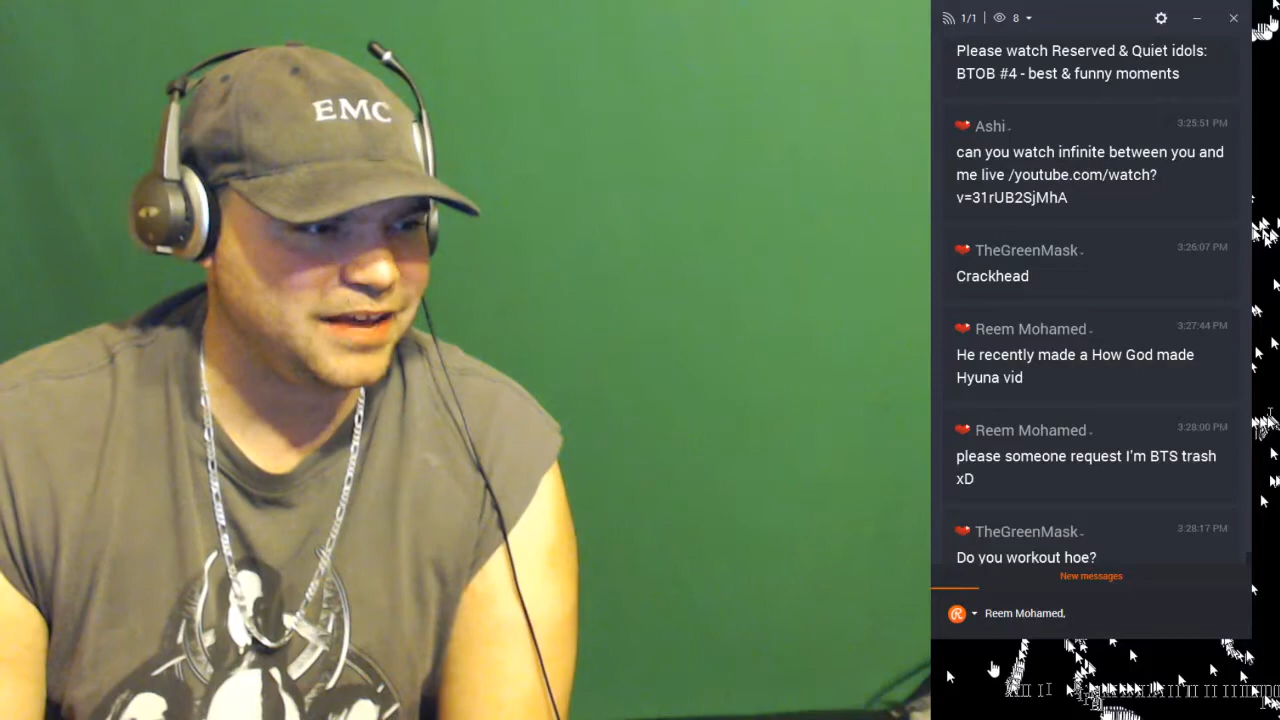 EMC
1/1 8
Please watch Reserved & Quiet idols:
BTOB #4 - best & funny moments
Ashi 3:25:51 PM
can you watch infinite between you and
me live /youtube.com/watch?
v=31rUB2SjMhA
TheGreenMask 3:26:07 PM
Crackhead
Reem Mohamed 3:27:44 PM
He recently made a How God made
Hyuna vid
Reem Mohamed 3:28:00 PM
please someone request I'm BTS trash
xD
TheGreenMask 3:28:17 PM
Do you workout hoe?
New messages
Reem Mohamed,